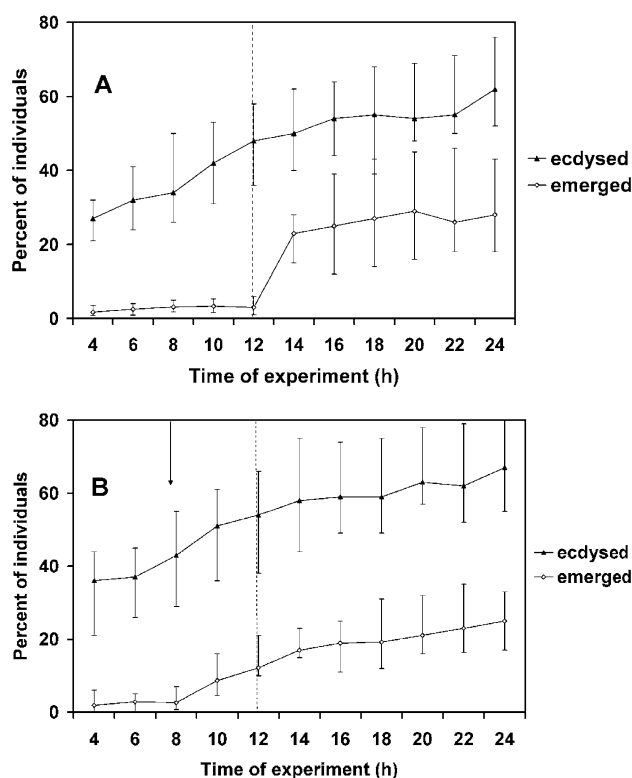 80
A
60
40
20
0
Percent of individuals
ecdysed
emerged
4 6 8 10 12 14 16 18 20 22 24
Time of experiment (h)
80
B
60
40
20
0
Percent of individuals
ecdysed
emerged
4 6 8 10 12 14 16 18 20 22 24
Time of experiment (h)